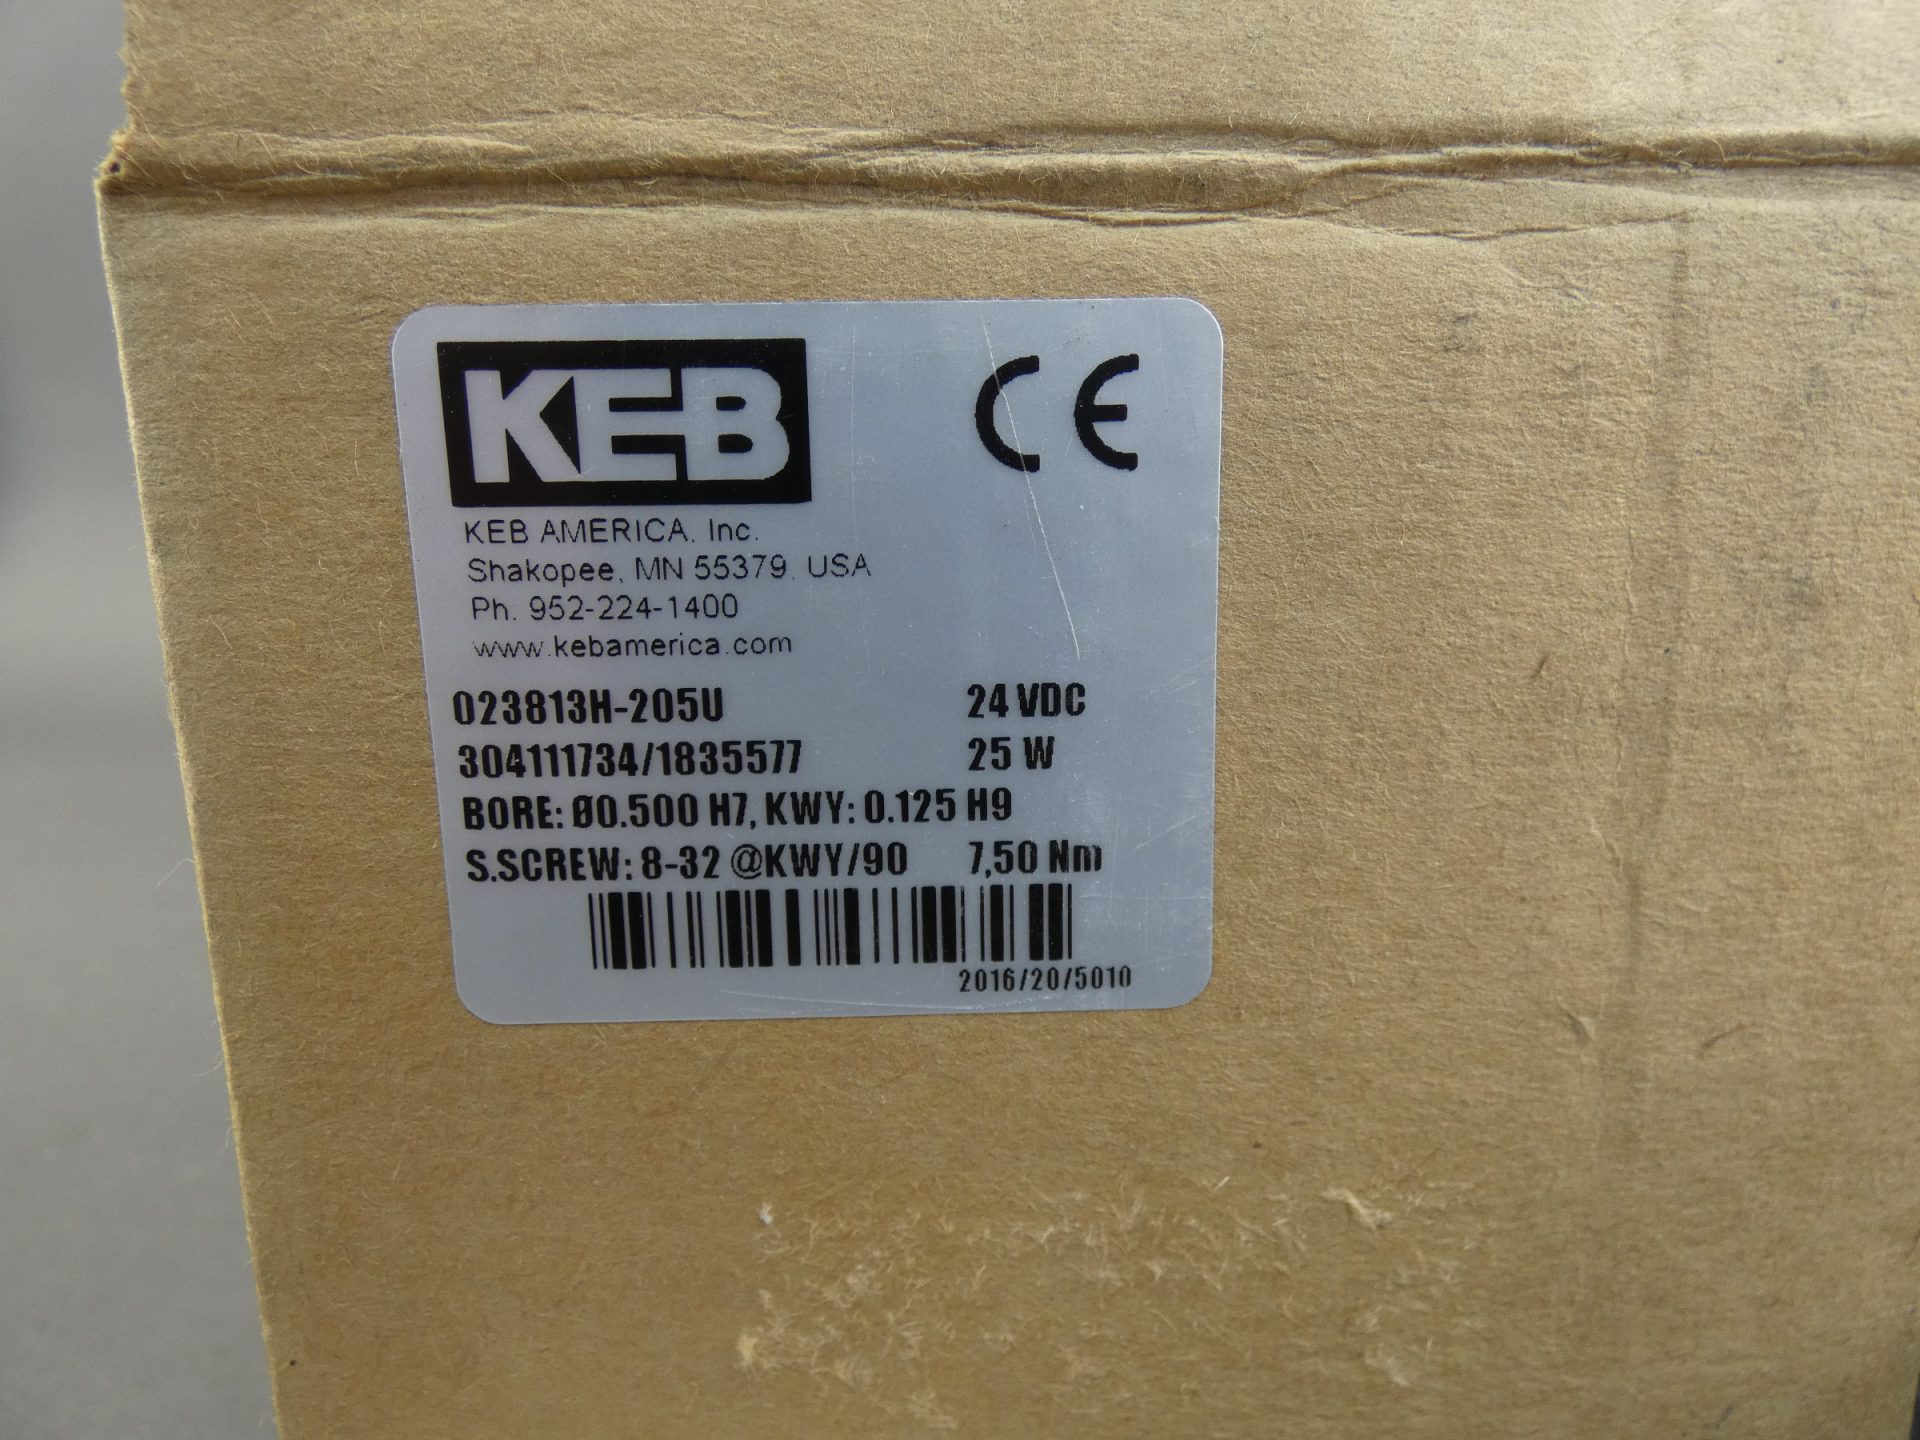 KEB CE
KEB AMERICA, Inc.
Shakopee, MN 55379, USA
Ph. 952-224-1400
www.kebamerica.com
023813H-205U 24 VDC
304111734/1835577 25 W
BORE: Ø0.500 H7, KWY: 0.125 H9
S.SCREW: 8-32 @KWY/90 7,50 Nm
2016/20/5010